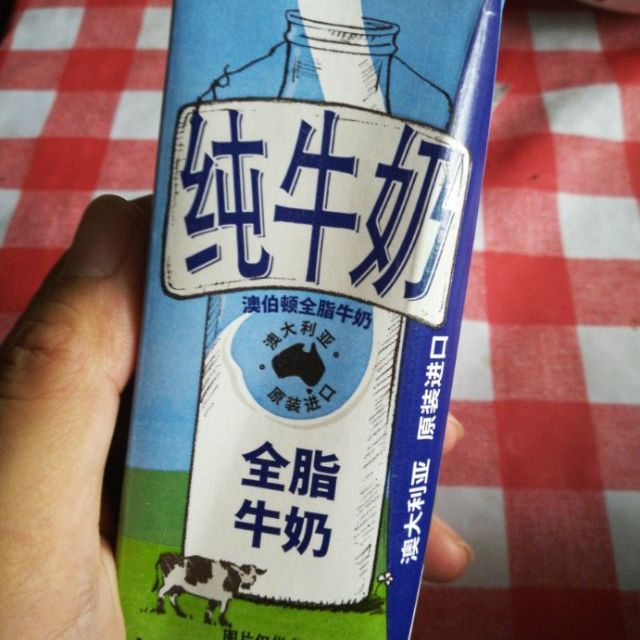 纯牛奶
澳伯顿全脂牛奶
澳大利亚
原装进口
全脂
牛奶
澳大利亚 原装进口